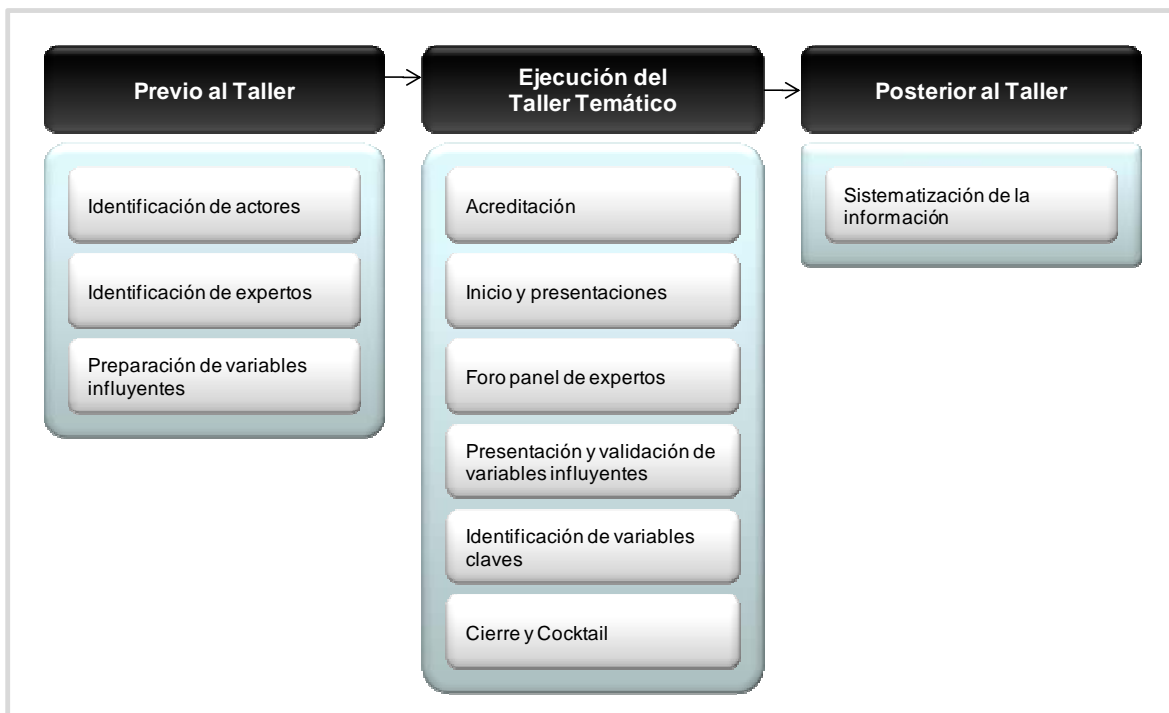 Previo al Taller
Identificación de actores
Identificación de expertos
Preparación de variables
influyentes
Ejecución del
Taller Temático
Acreditación
Inicio y presentaciones
Foro panel de expertos
Presentación y validación de
variables influyentes
Identificación de variables
claves
Cierre y Cocktail
Posterior al Taller
Sistematización de la
información